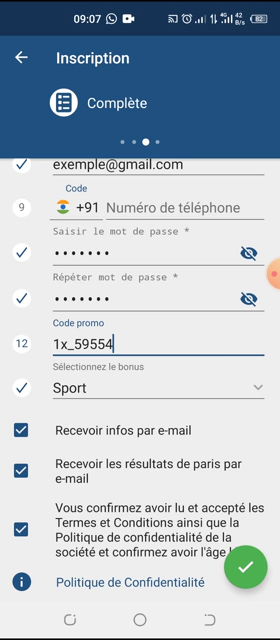 09:07
4G
42
B/s
82
Inscription
Complète
exemple@gmail.com
Code
9
+91 Numéro de téléphone
Saisir le mot de passe *
•••••••
Répéter mot de passe *
•••••••
Code promo
12
1x_59554
Sélectionnez le bonus
Sport
Recevoir infos par e-mail
Recevoir les résultats de paris par
e-mail
Vous confirmez avoir lu et accepté les
Termes et Conditions ainsi que la
Politique de confidentialité de la
société et confirmez avoir l'âge
Politique de Confidentialité